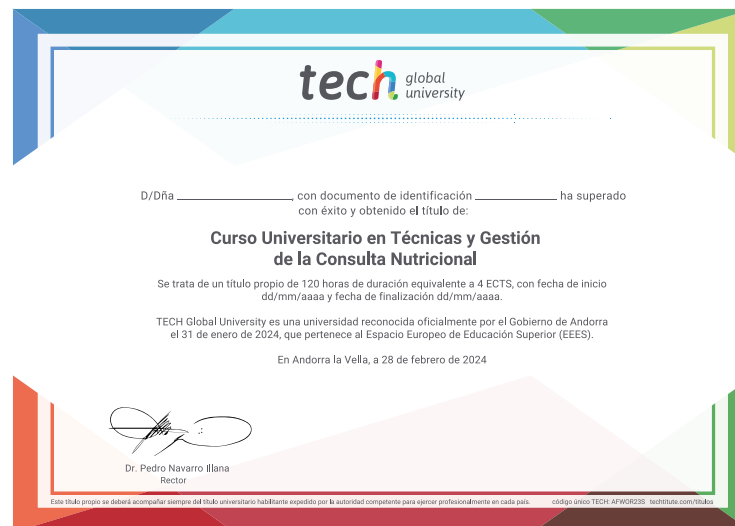 tech global university
D/Dña ______________, con documento de identificación __________ ha superado
con éxito y obtenido el título de:
Curso Universitario en Técnicas y Gestión
de la Consulta Nutricional
Se trata de un título propio de 120 horas de duración equivalente a 4 ECTS, con fecha de inicio
dd/mm/aaaa y fecha de finalización dd/mm/aaaa.
TECH Global University es una universidad reconocida oficialmente por el Gobierno de Andorra
el 31 de enero de 2024, que pertenece al Espacio Europeo de Educación Superior (EEES).
En Andorra la Vella, a 28 de febrero de 2024
Dr. Pedro Navarro Illana
Rector
Este título propio se deberá acompañar siempre del título universitario habilitante expedido por la autoridad competente para ejercer profesionalmente en cada país. código único TECH: AFWOR23S techtitute.com/titulos